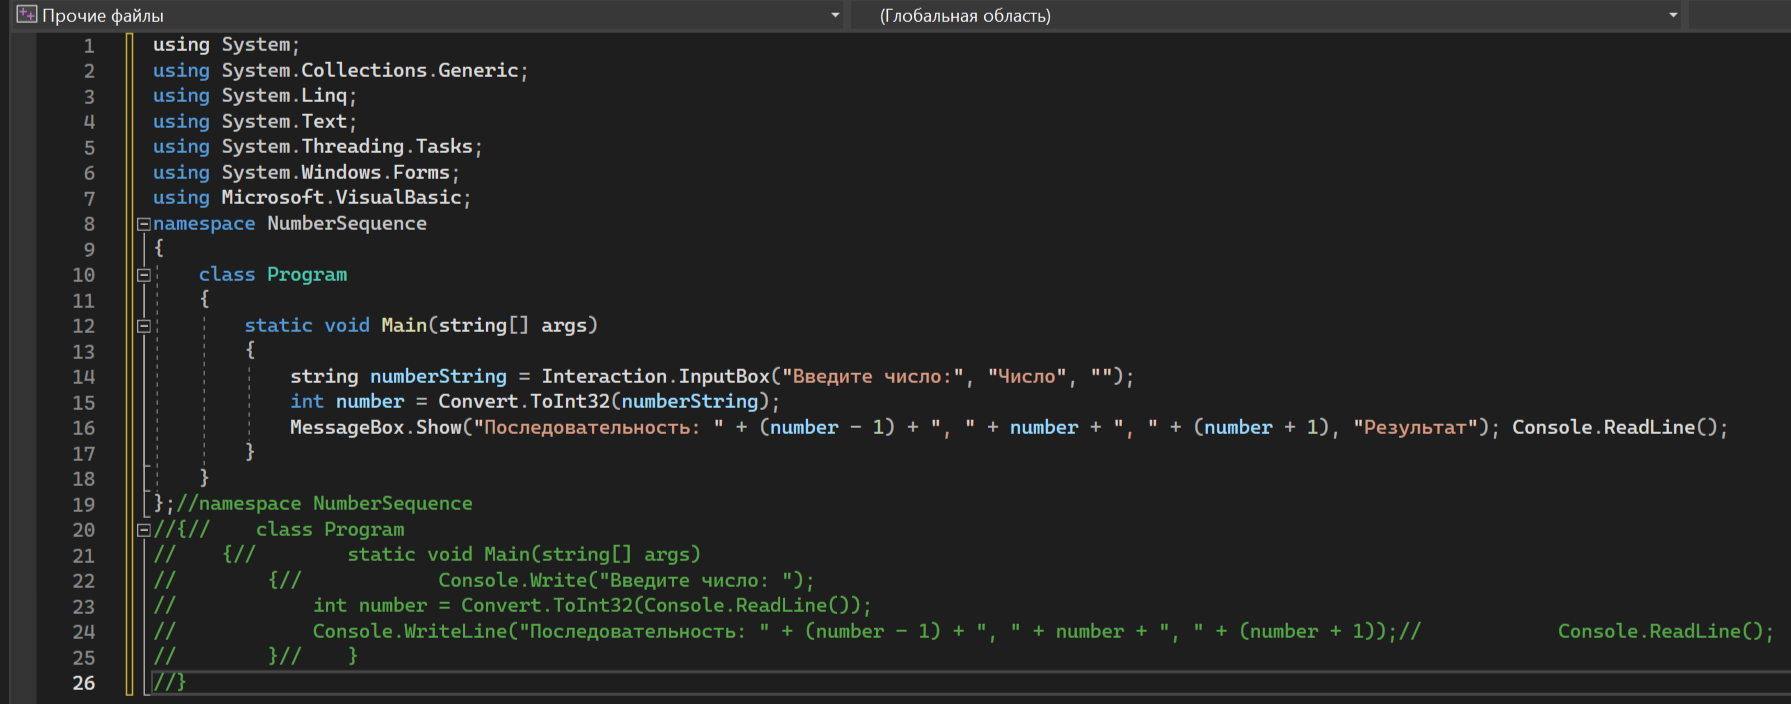 Прочие файлы (Глобальная область)
1 using System;
2 using System.Collections.Generic;
3 using System.Linq;
4 using System.Text;
5 using System.Threading.Tasks;
6 using System.Windows.Forms;
7 using Microsoft.VisualBasic;
8 namespace NumberSequence
9 {
10 class Program
11 {
12 static void Main(string[] args)
13 {
14 string numberString = Interaction.InputBox("Введите число:", "Число", "");
15 int number = Convert.ToInt32(numberString);
16 MessageBox.Show("Последовательность: " + (number - 1) + ", " + number + ", " + (number + 1), "Результат"); Console.ReadLine();
17 }
18 }
19 };//namespace NumberSequence
20 //{// class Program
21 // {// static void Main(string[] args)
22 // {// Console.Write("Введите число: ");
23 // int number = Convert.ToInt32(Console.ReadLine());
24 // Console.WriteLine("Последовательность: " + (number - 1) + ", " + number + ", " + (number + 1));// Console.ReadLine();
25 // }// }
26 //}